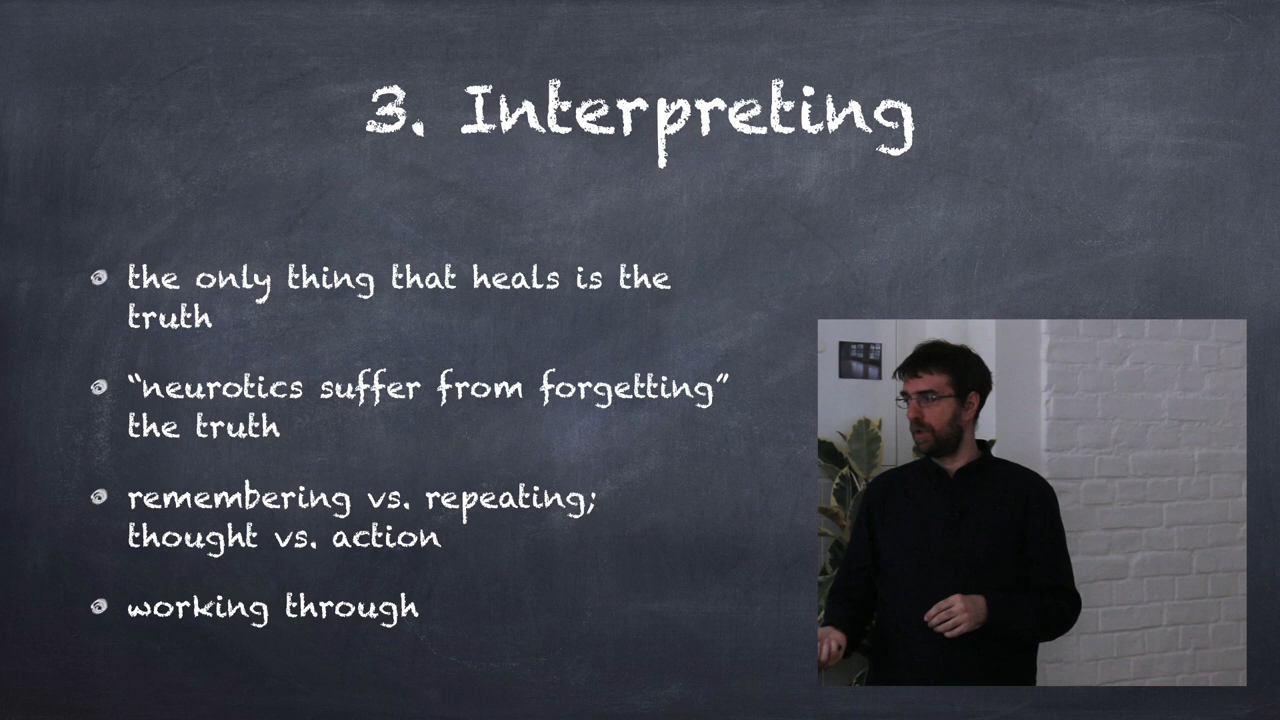 3. Interpreting
the only thing that heals is the
truth
“neurotics suffer from forgetting”
the truth
remembering vs. repeating;
thought vs. action
working through